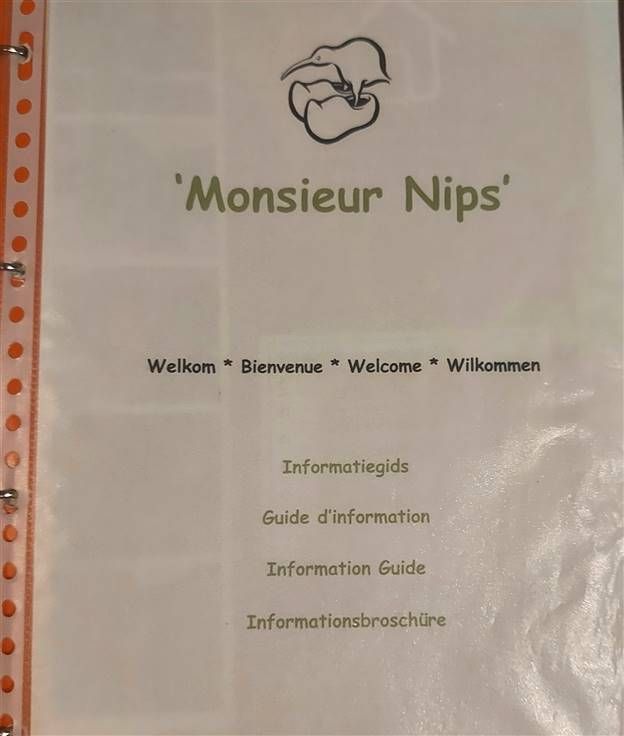 'Monsieur Nips'
Welkom * Bienvenue * Welcome * Wilkommen
Informatiegids
Guide d'information
Information Guide
Informationsbroschüre